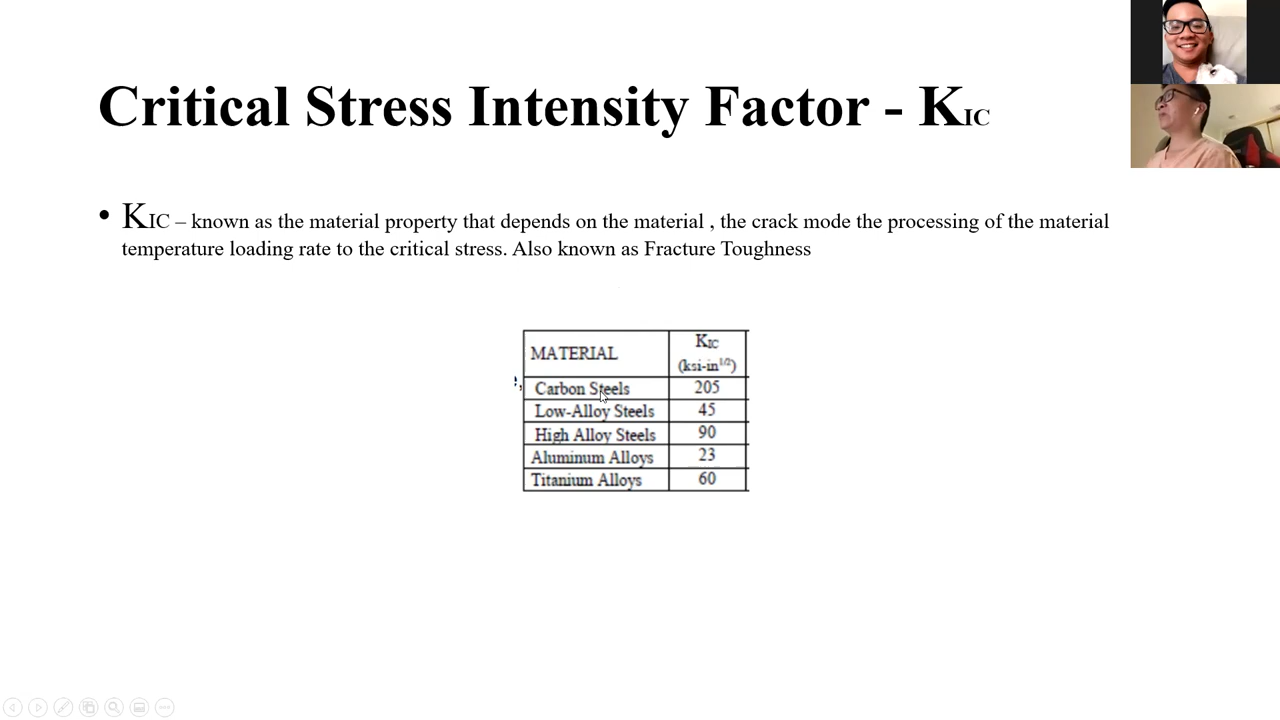 Critical Stress Intensity Factor - KIC
• KIC – known as the material property that depends on the material , the crack mode the processing of the material
temperature loading rate to the critical stress. Also known as Fracture Toughness
MATERIAL KIC (ksi-in1/2)
Carbon Steels 205
Low-Alloy Steels 45
High Alloy Steels 90
Aluminum Alloys 23
Titanium Alloys 60